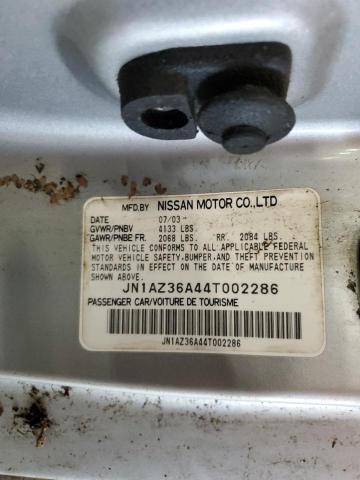 MFD.BY NISSAN MOTOR CO.,LTD
DATE 07/03
GVWR/PNBV 4133 LBS.
GAWR/PNBE FR. 2068 LBS. RR. 2084 LBS.
THIS VEHICLE CONFORMS TO ALL APPLICABLE FEDERAL
MOTOR VEHICLE SAFETY,BUMPER,AND THEFT PREVENTION
STANDARDS IN EFFECT ON THE DATE OF MANUFACTURE
SHOWN ABOVE.
JN1AZ36A44T002286
PASSENGER CAR/VOITURE DE TOURISME
JN1AZ36A44T002286